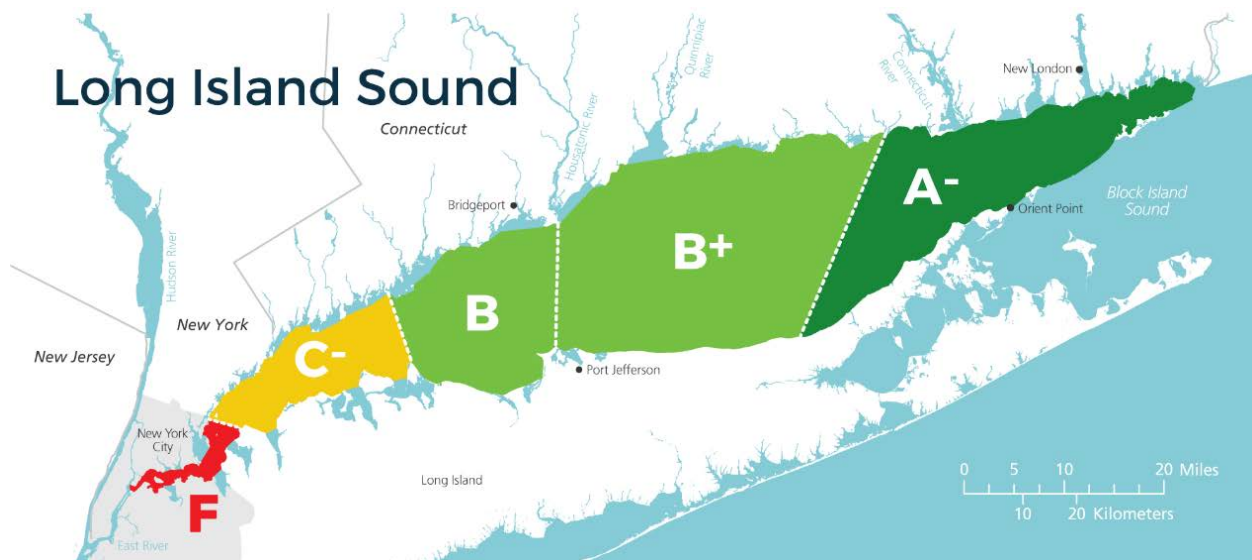 Long Island Sound
Connecticut
Hudson River
Housatonic River
Quinnipiac
River
Connecticut
River
New London
Bridgeport
A-
Orient Point
Block Island
Sound
B+
B
New York
New Jersey
C-
Port Jefferson
New York
City
F
Long Island
East River
0 5 10 20 Miles
10 20 Kilometers